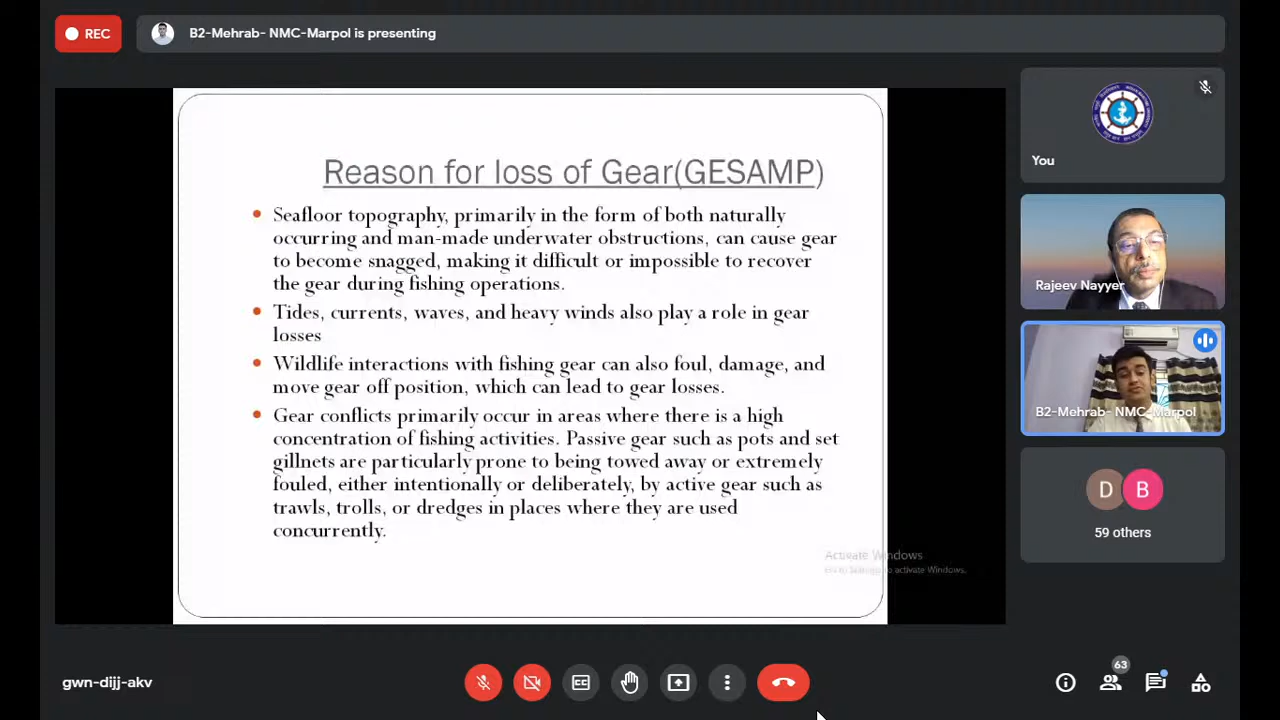 REC
B2-Mehrab- NMC-Marpol is presenting
Reason for loss of Gear(GESAMP)
• Seafloor topography, primarily in the form of both naturally
occurring and man-made underwater obstructions, can cause gear
to become snagged, making it difficult or impossible to recover
the gear during fishing operations.
• Tides, currents, waves, and heavy winds also play a role in gear
losses
• Wildlife interactions with fishing gear can also foul, damage, and
move gear off position, which can lead to gear losses.
• Gear conflicts primarily occur in areas where there is a high
concentration of fishing activities. Passive gear such as pots and set
gillnets are particularly prone to being towed away or extremely
fouled, either intentionally or deliberately, by active gear such as
trawls, trolls, or dredges in places where they are used
concurrently.
Activate Windows
to activate Windows.
You
Rajeev Nayyer
B2-Mehrab- NMC-Marpol
D
B
59 others
gwn-dijj-akv
CC
63